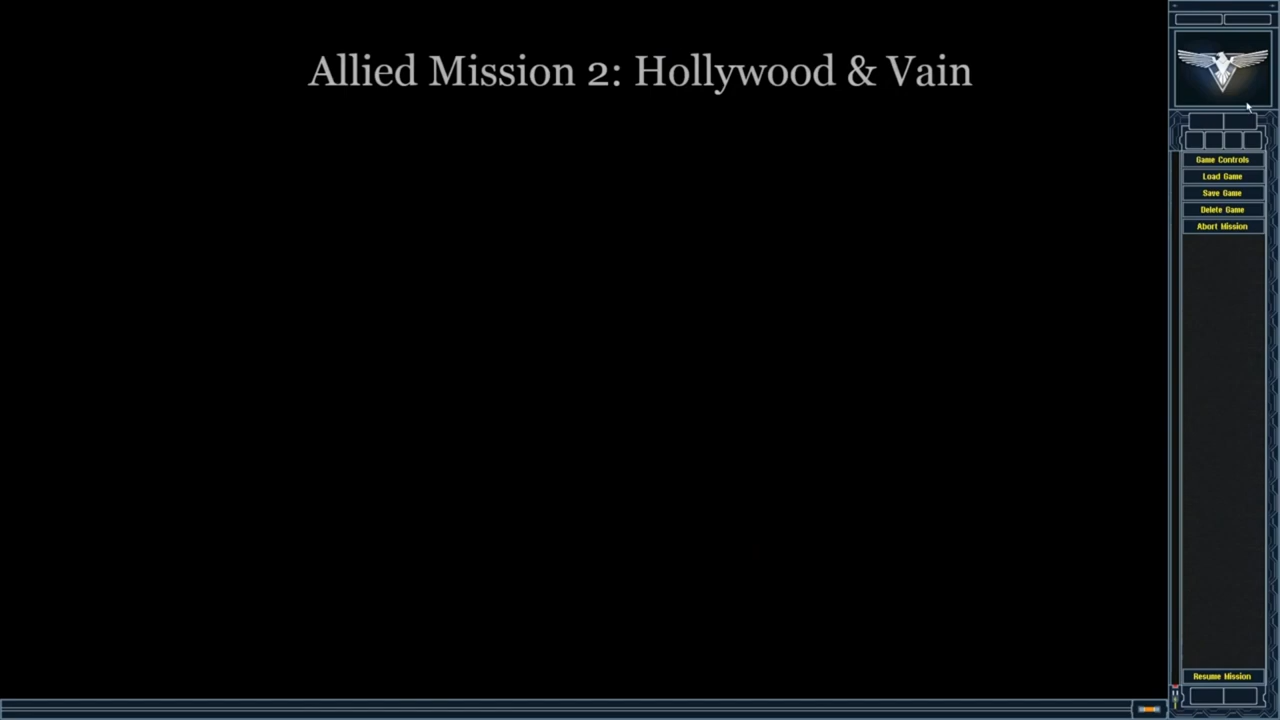 Allied Mission 2: Hollywood & Vain
Game Controls
Load Game
Save Game
Delete Game
Abort Mission
Resume Mission